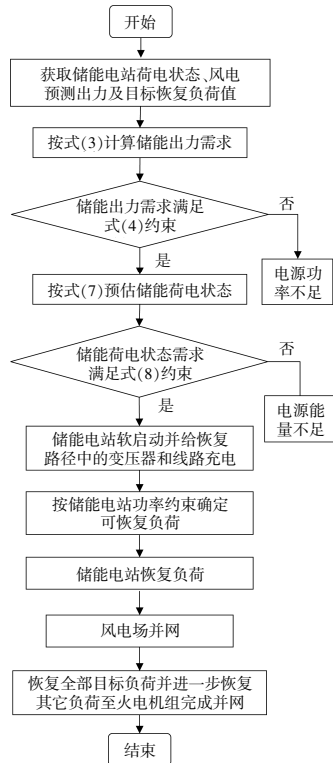 开始
获取储能电站荷电状态、风电
预测出力及目标恢复负荷值
按式(3)计算储能出力需求
储能出力需求满足
式(4)约束
否
是
电源功
率不足
按式(7)预估储能荷电状态
储能荷电状态需求
满足式(8)约束
否
是
电源能
量不足
储能电站软启动并给恢复
路径中的变压器和线路充电
按储能电站功率约束确定
可恢复负荷
储能电站恢复负荷
风电场并网
恢复全部目标负荷并进一步恢复
其它负荷至火电机组完成并网
结束